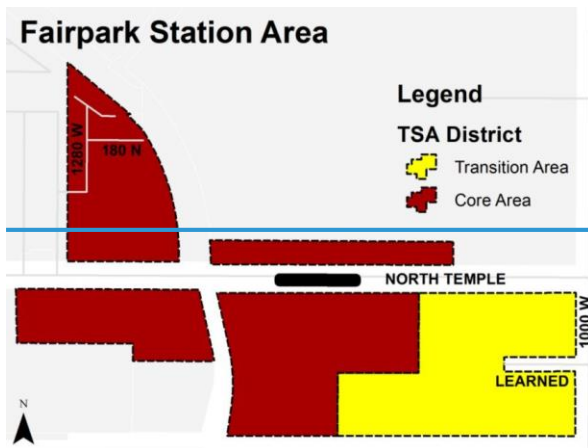 Fairpark Station Area
Legend
TSA District
Transition Area
Core Area
1280 W
180 N
NORTH TEMPLE
1000 W
LEARNED
N